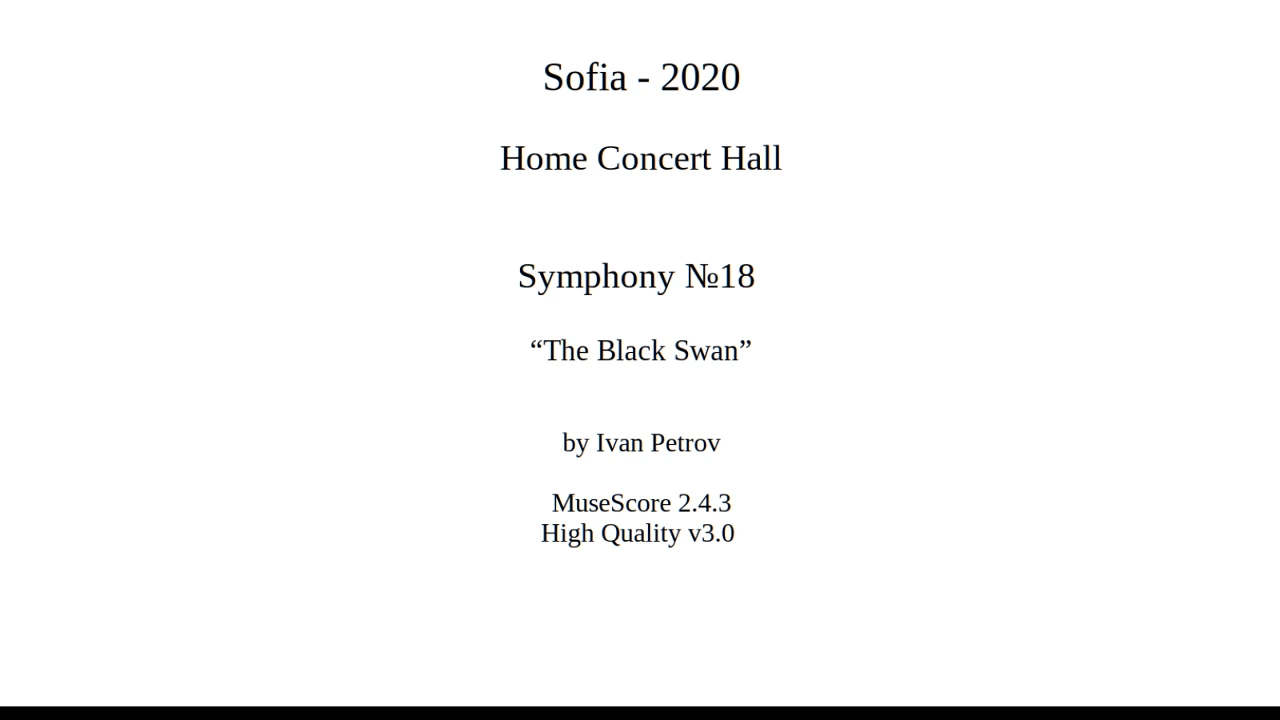 Sofia - 2020
Home Concert Hall
Symphony №18
“The Black Swan”
by Ivan Petrov
MuseScore 2.4.3
High Quality v3.0